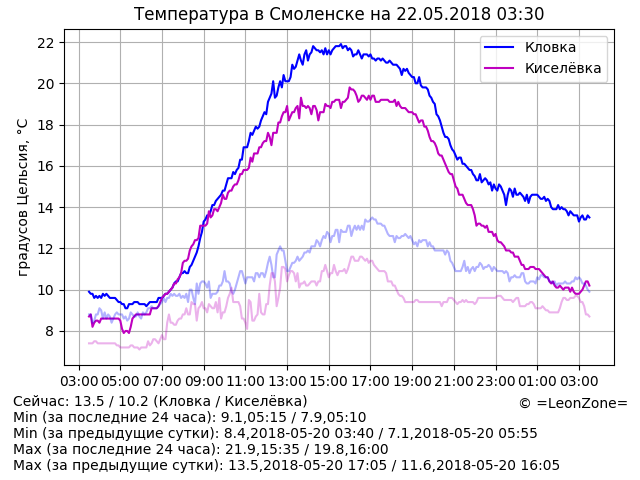 Температура в Смоленске на 22.05.2018 03:30
Кловка
Киселёвка
градусов Цельсия, °C
22
20
18
16
14
12
10
8
03:00 05:00 07:00 09:00 11:00 13:00 15:00 17:00 19:00 21:00 23:00 01:00 03:00
Сейчас: 13.5 / 10.2 (Кловка / Киселёвка)
© =LeonZone=
Min (за последние 24 часа): 9.1,05:15 / 7.9,05:10
Min (за предыдущие сутки): 8.4,2018-05-20 03:40 / 7.1,2018-05-20 05:55
Max (за последние 24 часа): 21.9,15:35 / 19.8,16:00
Max (за предыдущие сутки): 13.5,2018-05-20 17:05 / 11.6,2018-05-20 16:05